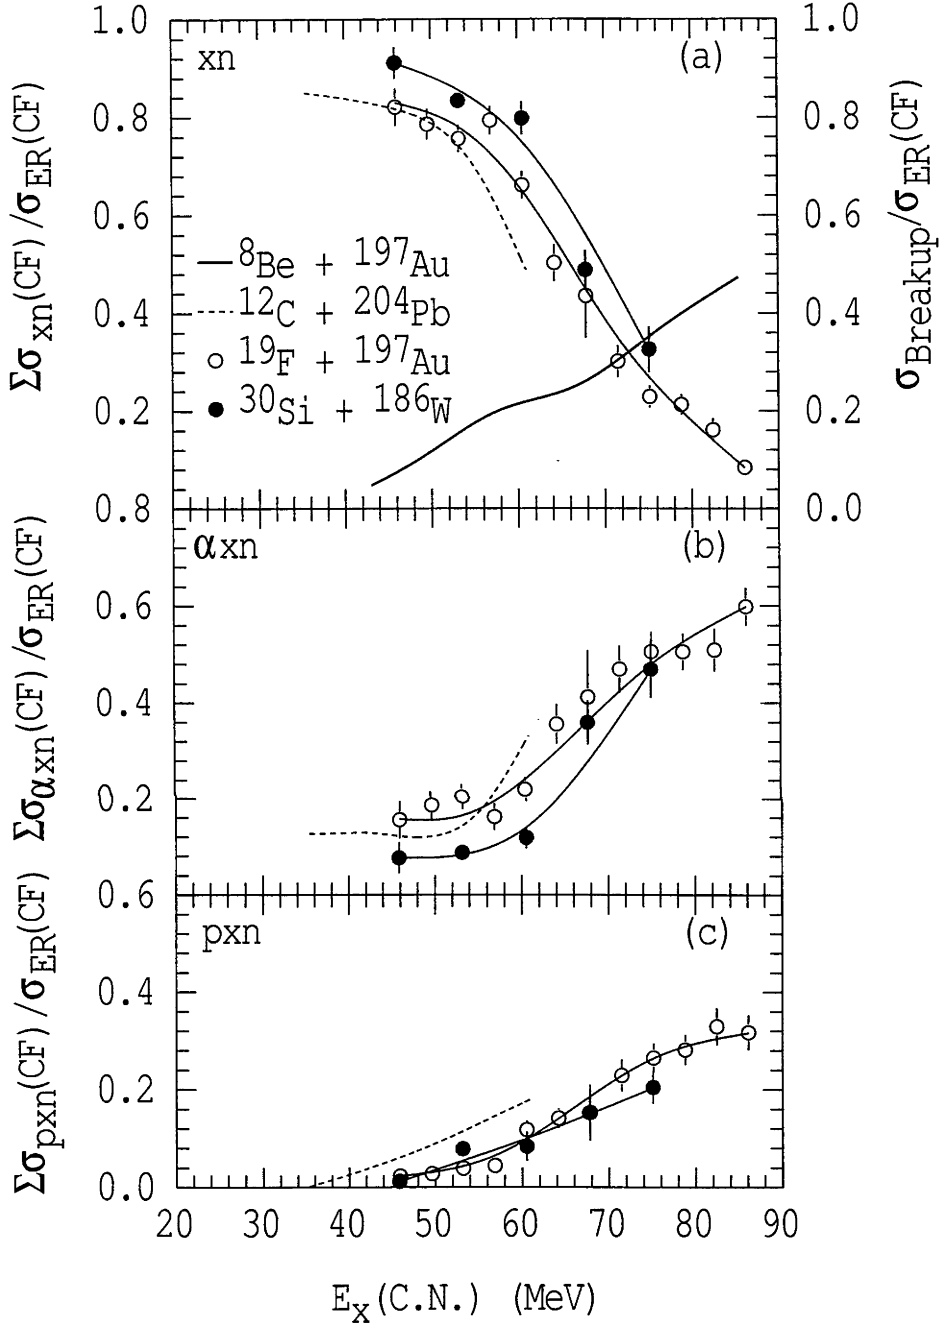 1.0
0.8
0.6
0.4
0.2
0.8
0.6
0.4
0.2
0.6
0.4
0.2
0.0
Σσxn(CF)/σER(CF)
Σσαxn(CF)/σER(CF)
Σσpxn(CF)/σER(CF)
xn
(a)
8Be + 197Au
12C + 204Pb
19F + 197Au
30Si + 186W
αxn
(b)
pxn
(c)
1.0
0.8
0.6
0.4
0.2
0.0
σBreakup/σER(CF)
20 30 40 50 60 70 80 90
Ex(C.N.) (MeV)